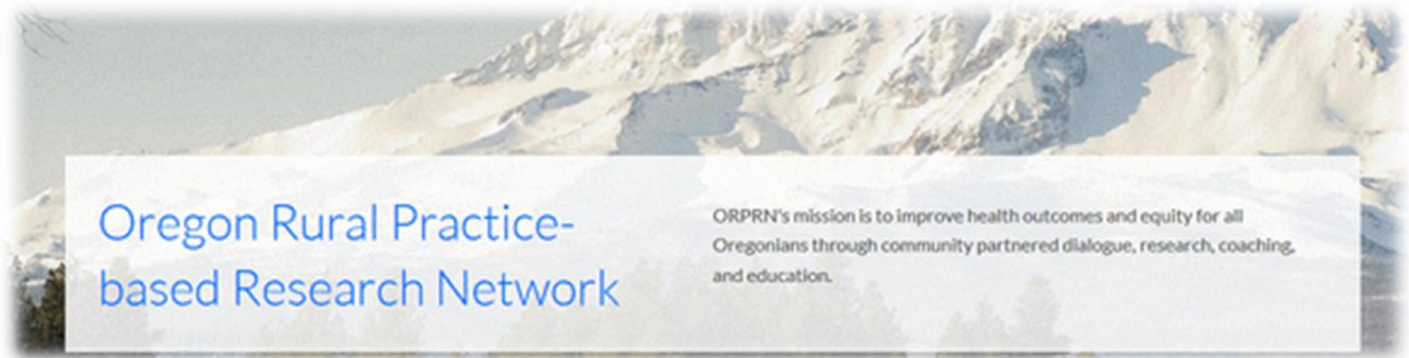 Oregon Rural Practice-
based Research Network
ORPRN's mission is to improve health outcomes and equity for all
Oregonians through community partnered dialogue, research, coaching,
and education.